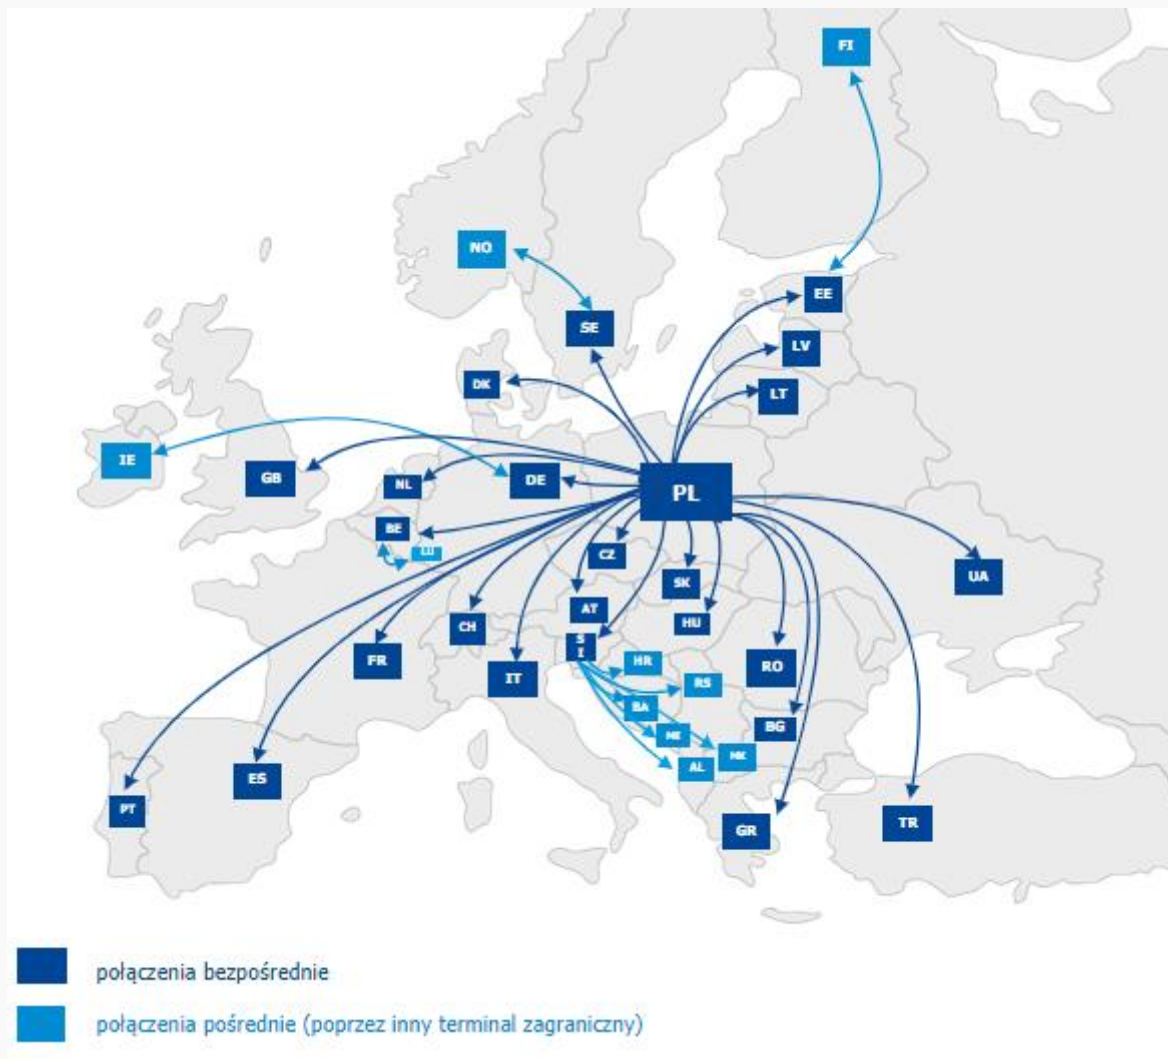 FI
NO
EE
SE
LV
DK
LT
IE
GB
NL
DE
PL
BE
LU
CZ
UA
SK
AT
HU
CH
S
I
FR
HR
RO
IT
RS
BA
BG
MK
AL
ES
PT
GR
TR
połączenia bezpośrednie
połączenia pośrednie (poprzez inny terminal zagraniczny)